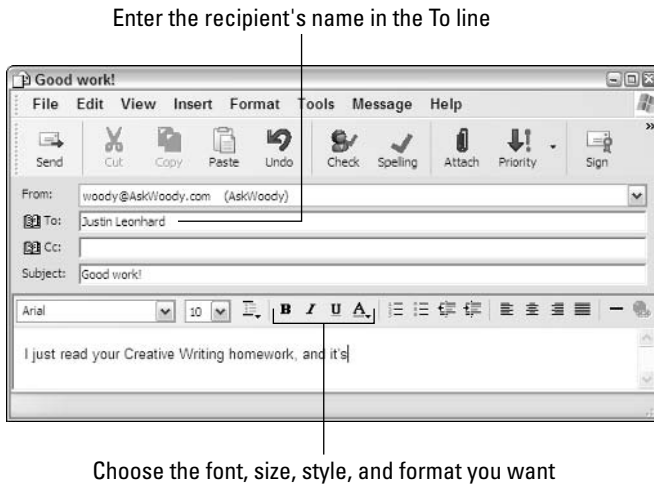 Enter the recipient's name in the To line
Good work!
File Edit View Insert Format Tools Message Help
Send Cut Copy Paste Undo Check Spelling Attach Priority Sign
From: woody@AskWoody.com (AskWoody)
To: Justin Leonhard
Cc:
Subject: Good work!
Arial 10 B I U A
I just read your Creative Writing homework, and it's
Choose the font, size, style, and format you want